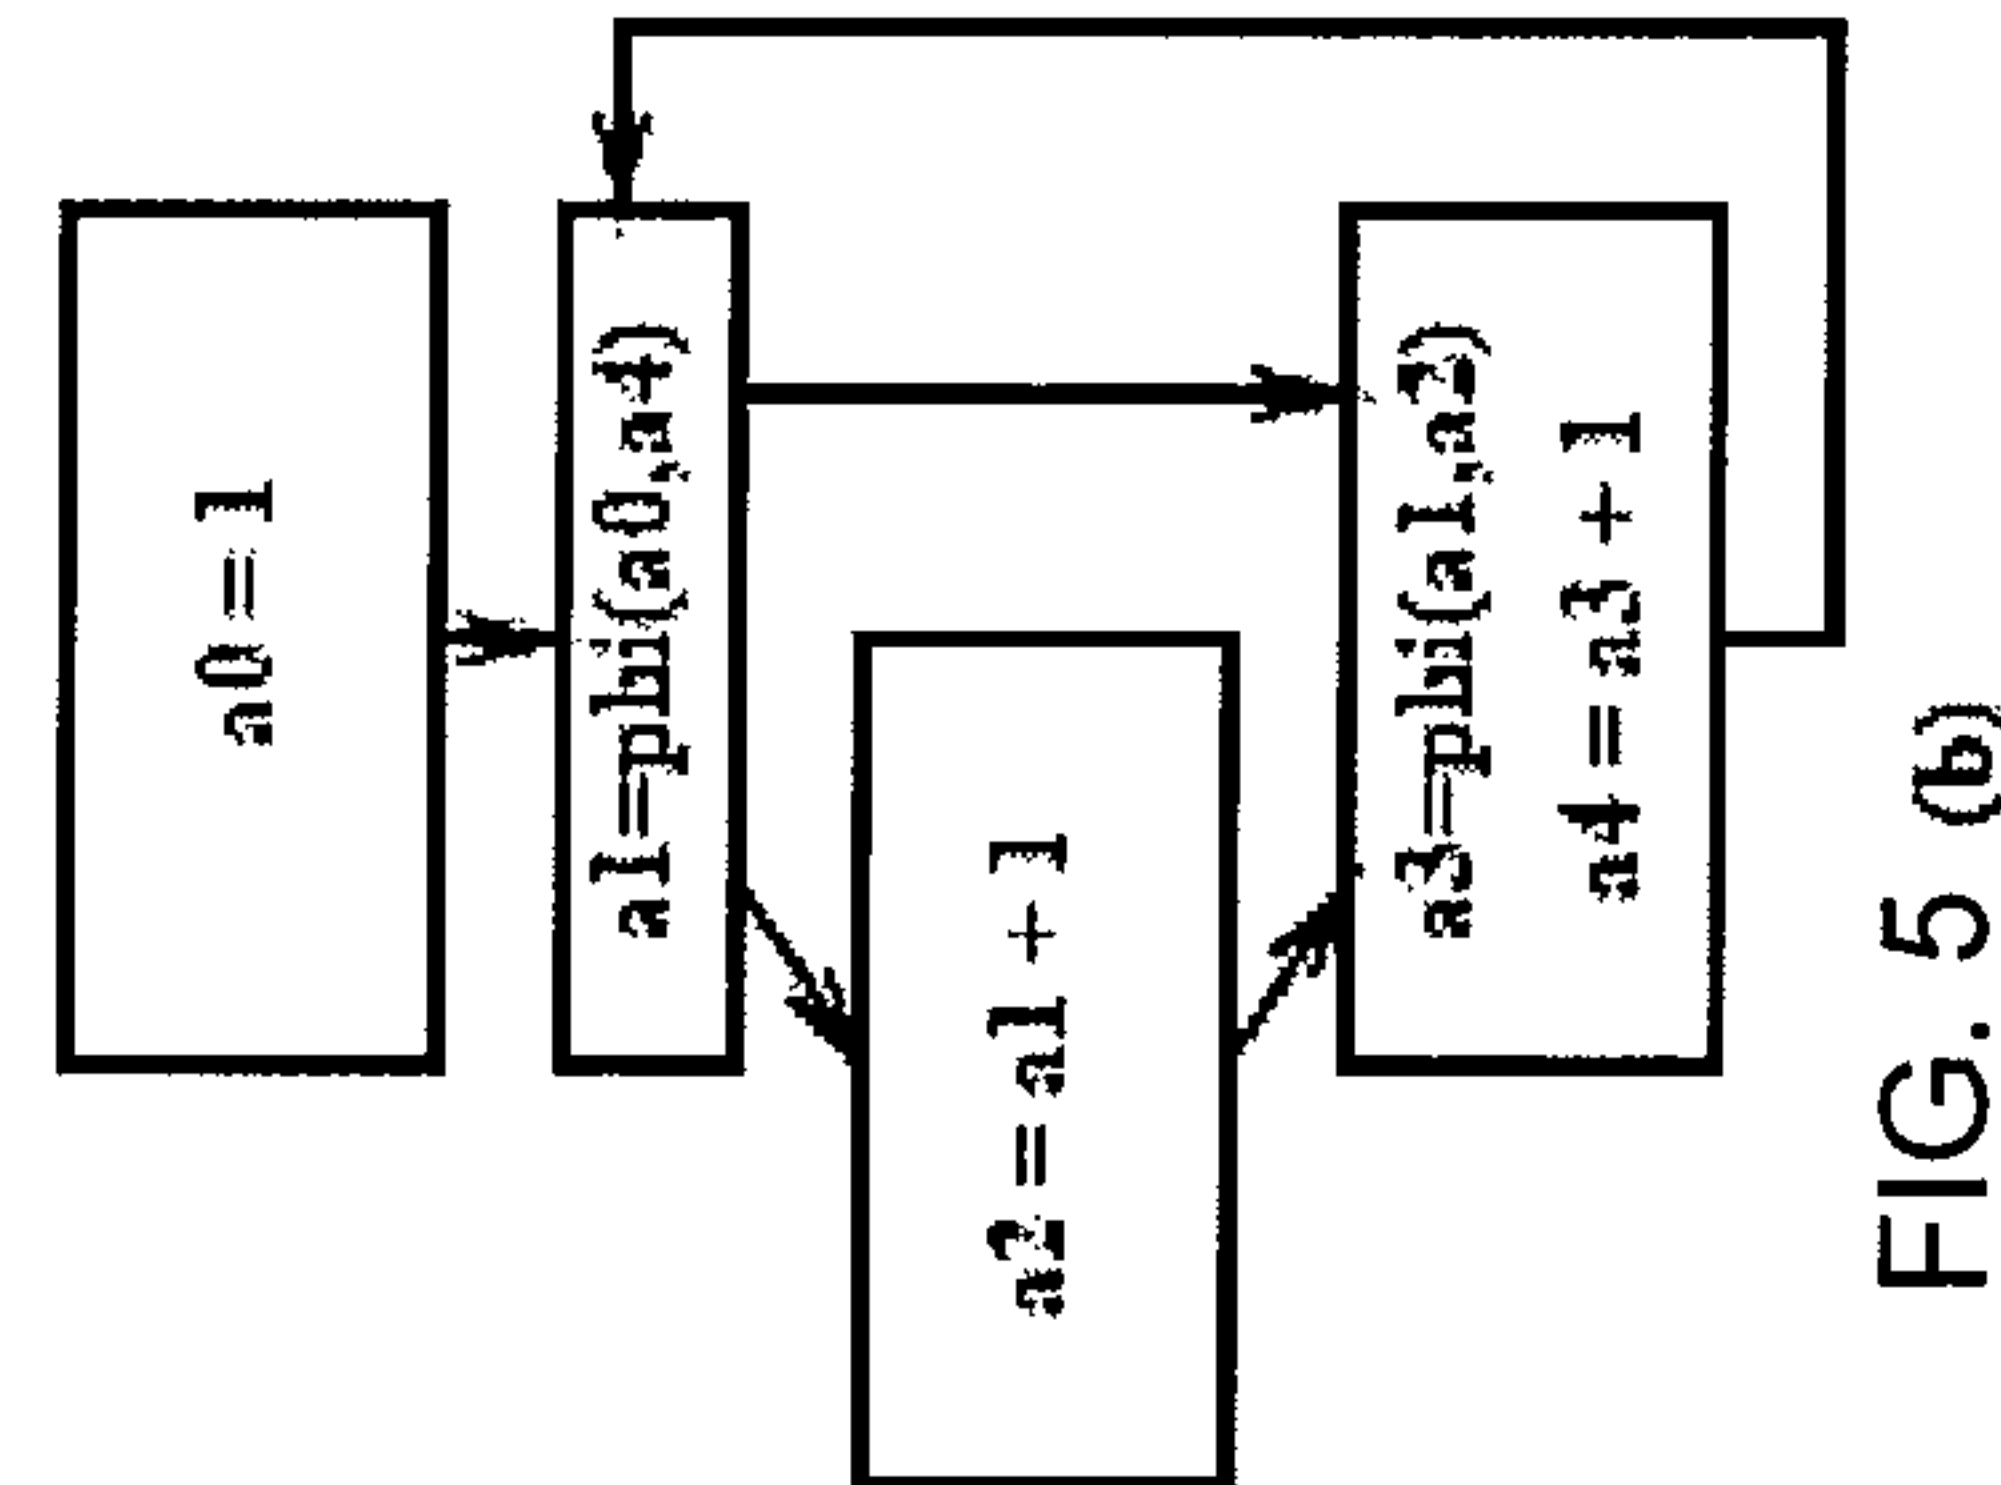 a0 = 1
a1=phi(a0,a4)
a2 = a1 + 1
a3=phi(a1,a2)
a4 = a3 + 1
FIG. 5 (b)